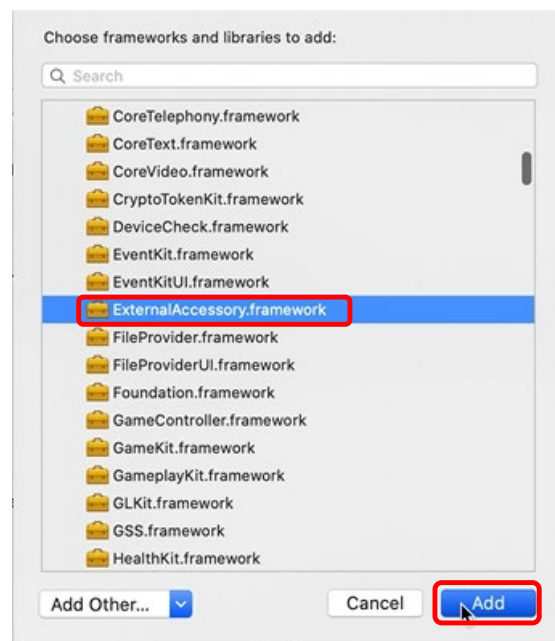 Choose frameworks and libraries to add:
Search
CoreTelephony.framework
CoreText.framework
CoreVideo.framework
CryptoTokenKit.framework
DeviceCheck.framework
EventKit.framework
EventKitUI.framework
ExternalAccessory.framework
FileProvider.framework
FileProviderUI.framework
Foundation.framework
GameController.framework
GameKit.framework
GameplayKit.framework
GLKit.framework
GSS.framework
HealthKit.framework
Add Other... Cancel Add